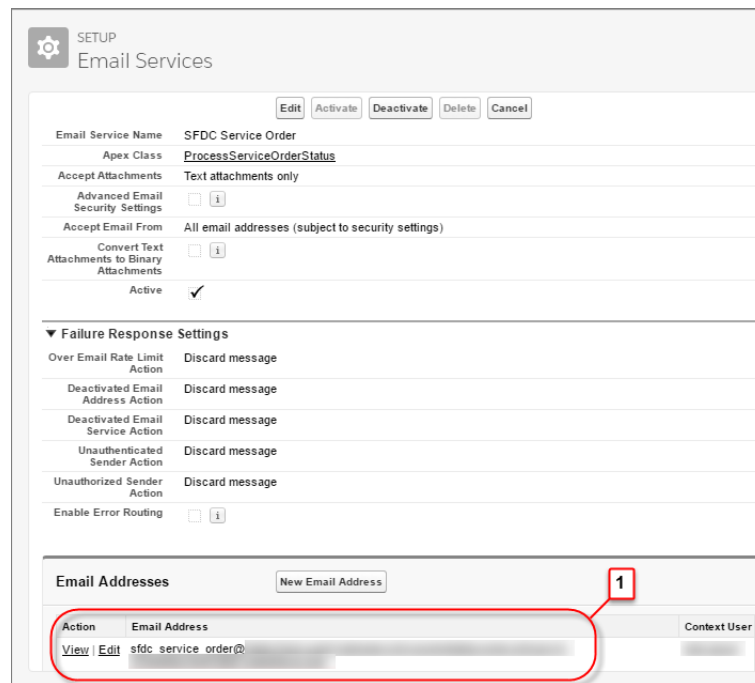 SETUP
Email Services
Edit Activate Deactivate Delete Cancel
Email Service Name SFDC Service Order
Apex Class ProcessServiceOrderStatus
Accept Attachments Text attachments only
Advanced Email
Security Settings i
Accept Email From All email addresses (subject to security settings)
Convert Text
Attachments to Binary i
Attachments
Active
Failure Response Settings
Over Email Rate Limit Discard message
Action
Deactivated Email Discard message
Address Action
Deactivated Email Discard message
Service Action
Unauthenticated Discard message
Sender Action
Unauthorized Sender Discard message
Action
Enable Error Routing i
Email Addresses New Email Address 1
Action Email Address Context User
View | Edit sfdc_service_order@